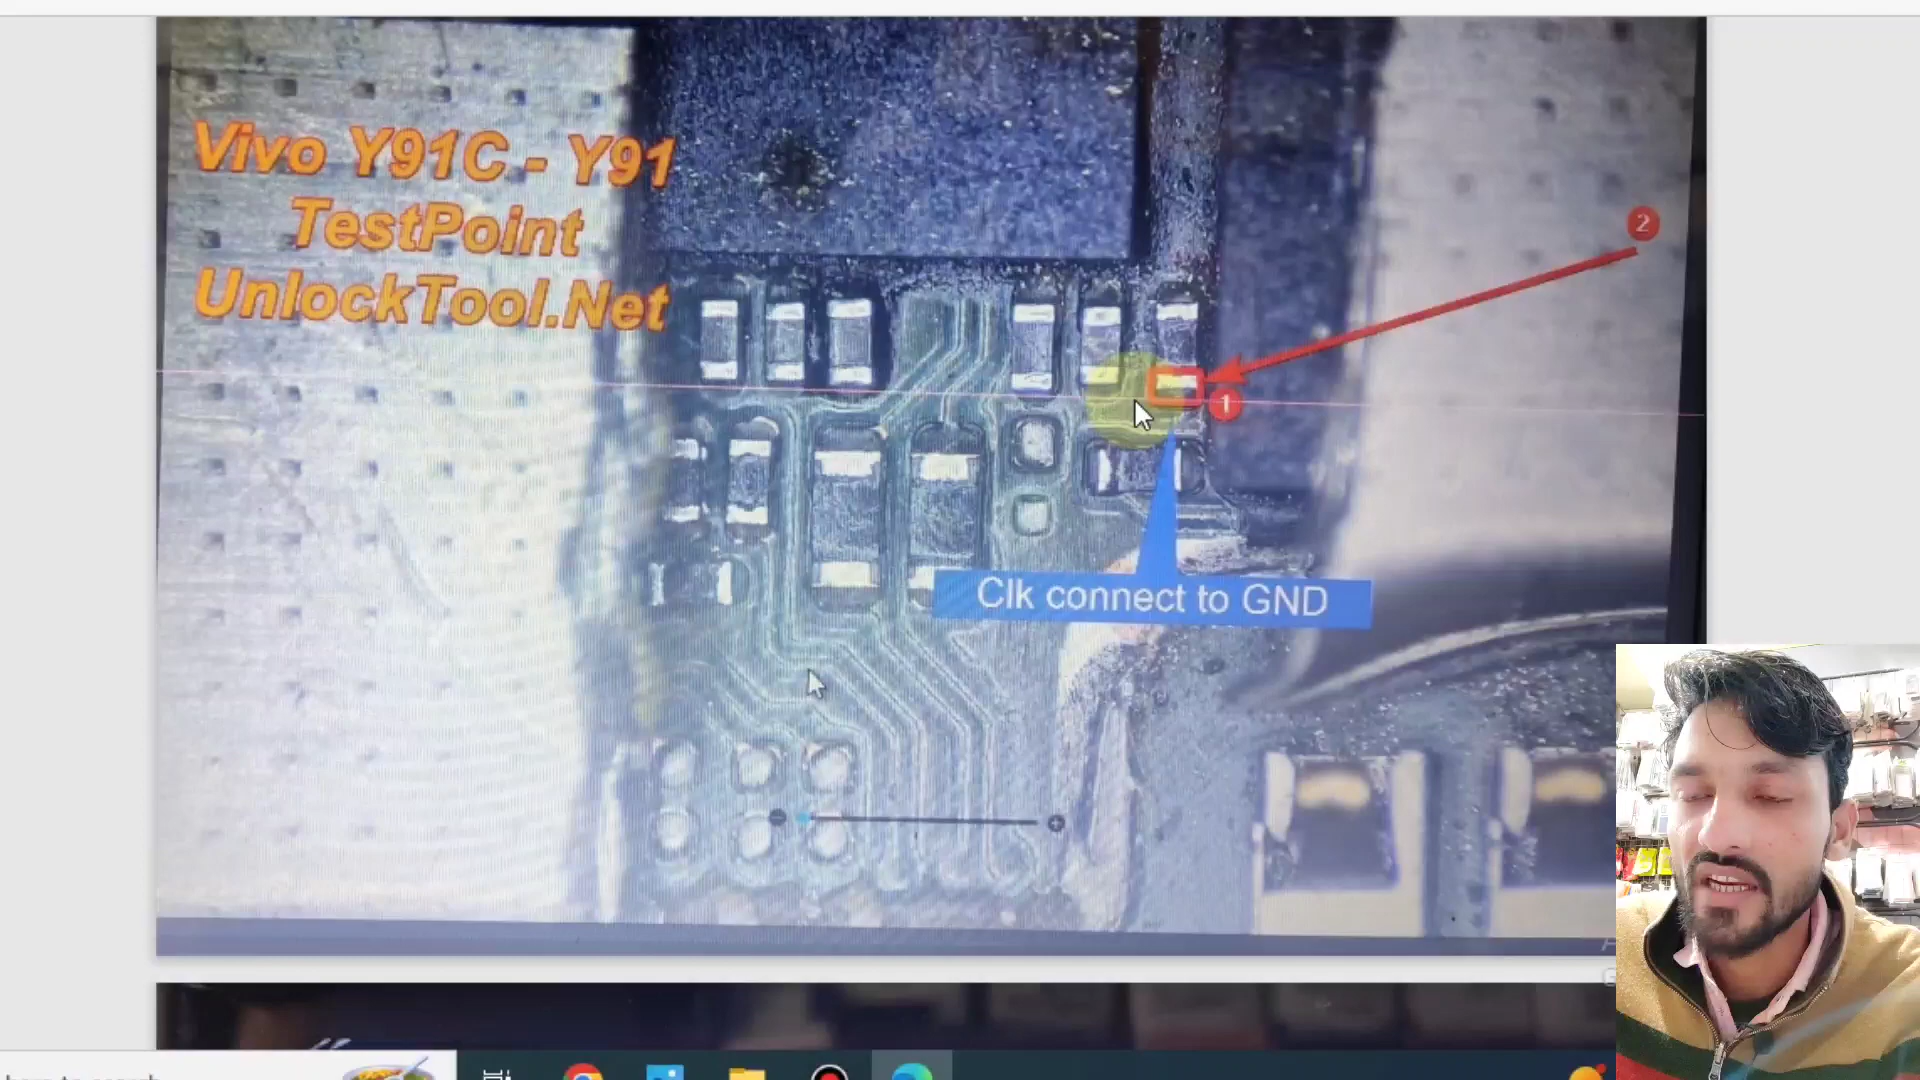 Vivo Y91C - Y91
TestPoint
UnlockTool.Net
2
1
Clk connect to GND